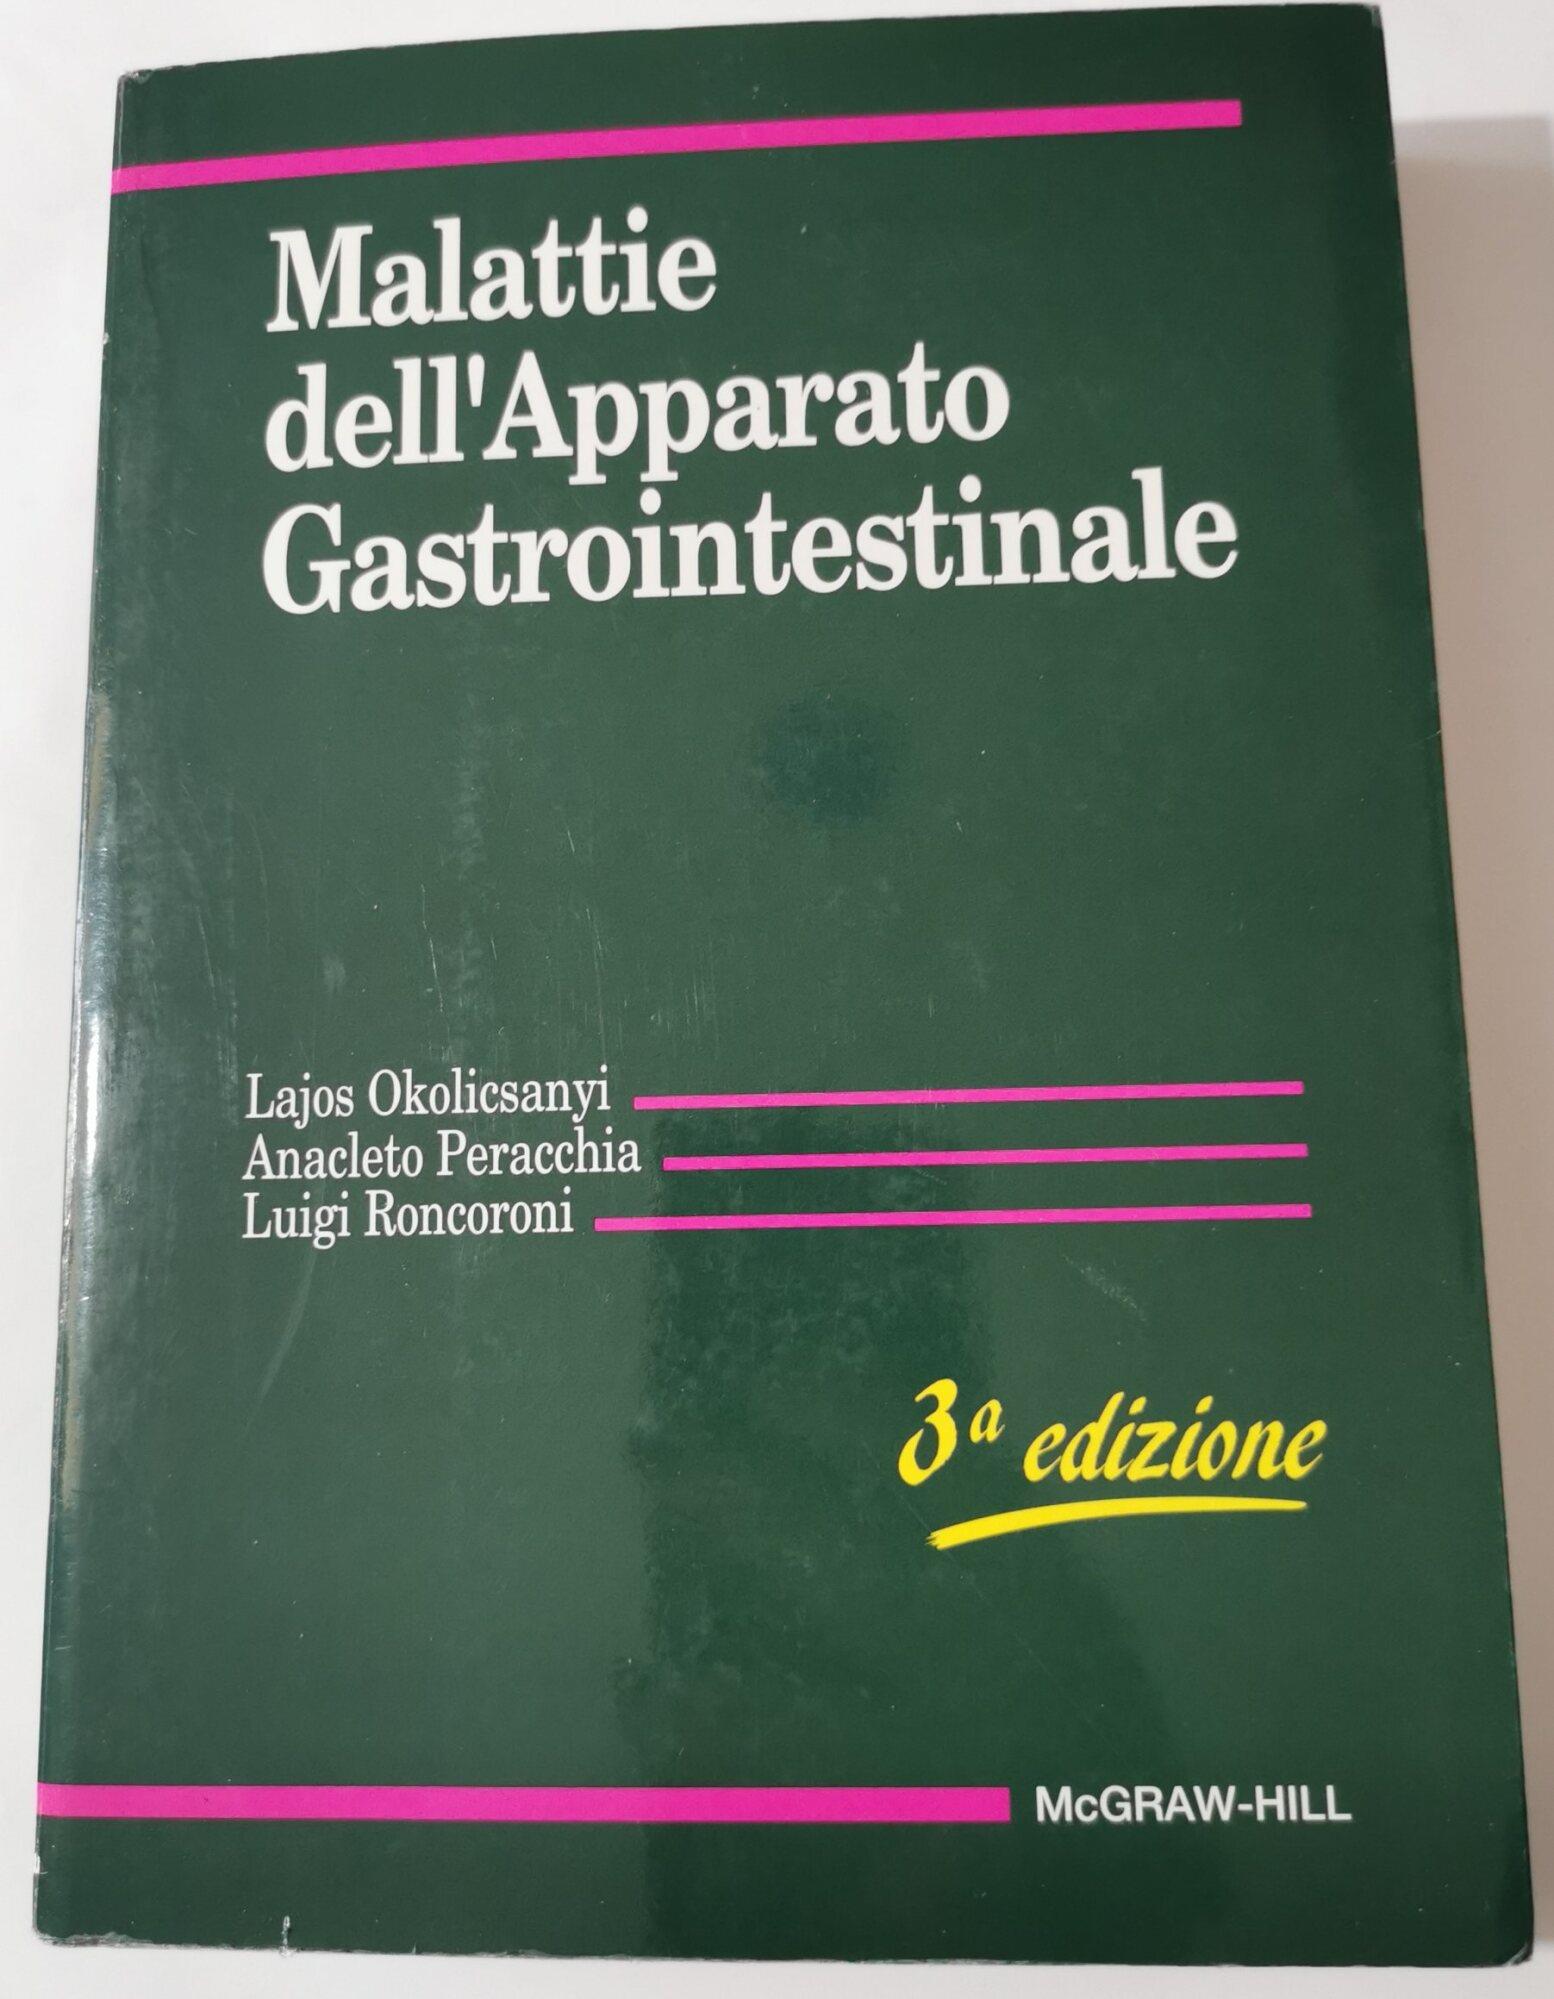 Malattie
dell'Apparato
Gastrointestinale
Lajos Okolicsanyi
Anacleto Peracchia
Luigi Roncoroni
3a edizione
McGRAW-HILL